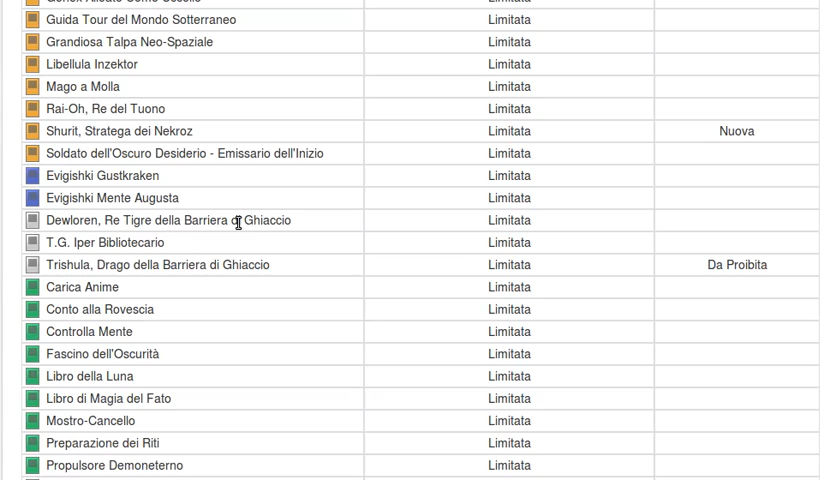 Guida Tour del Mondo Sotterraneo Limitata
Grandiosa Talpa Neo-Spaziale Limitata
Libellula Inzektor Limitata
Mago a Molla Limitata
Rai-Oh, Re del Tuono Limitata
Shurit, Stratega dei Nekroz Limitata Nuova
Soldato dell'Oscuro Desiderio - Emissario dell'Inizio Limitata
Evigishki Gustkraken Limitata
Evigishki Mente Augusta Limitata
Dewloren, Re Tigre della Barriera di Ghiaccio Limitata
T.G. Iper Bibliotecario Limitata
Trishula, Drago della Barriera di Ghiaccio Limitata Da Proibita
Carica Anime Limitata
Conto alla Rovescia Limitata
Controlla Mente Limitata
Fascino dell'Oscurità Limitata
Libro della Luna Limitata
Libro di Magia del Fato Limitata
Mostro-Cancello Limitata
Preparazione dei Riti Limitata
Propulsore Demoneterno Limitata